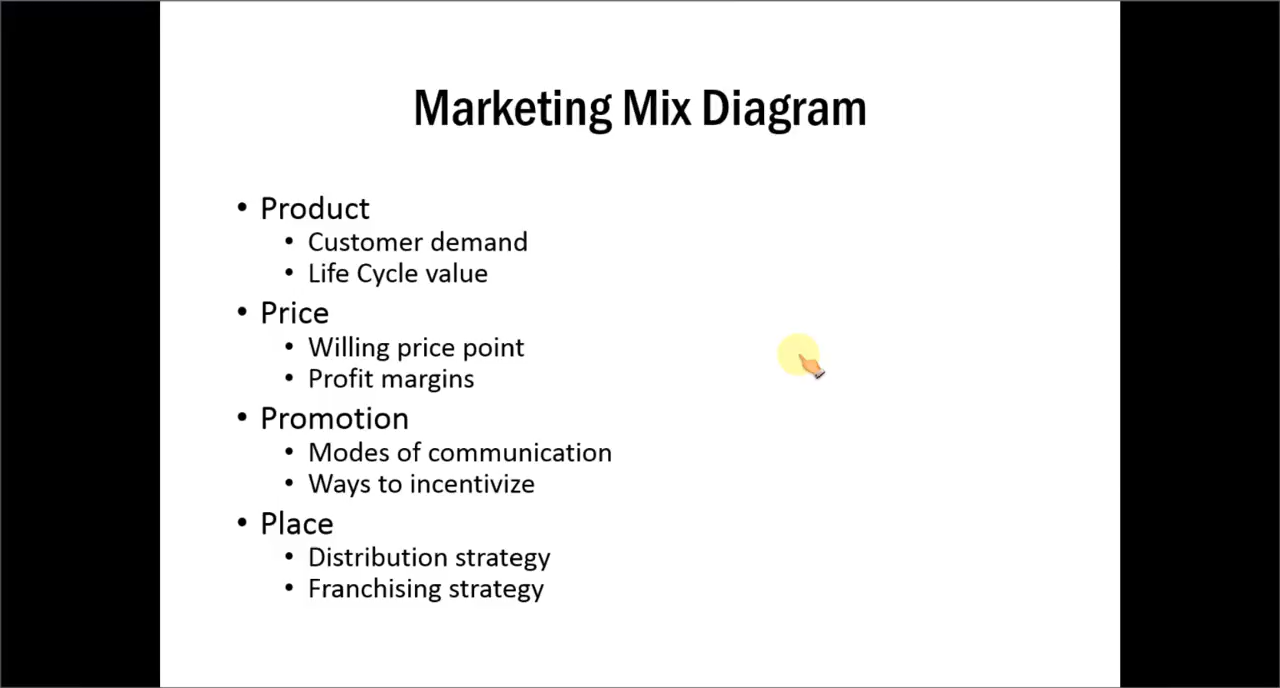 Marketing Mix Diagram
• Product
• Customer demand
• Life Cycle value
• Price
• Willing price point
• Profit margins
• Promotion
• Modes of communication
• Ways to incentivize
• Place
• Distribution strategy
• Franchising strategy